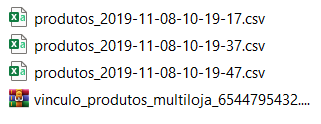 produtos_2019-11-08-10-19-17.csv
produtos_2019-11-08-10-19-37.csv
produtos_2019-11-08-10-19-47.csv
vinculo_produtos_multiloja_6544795432....